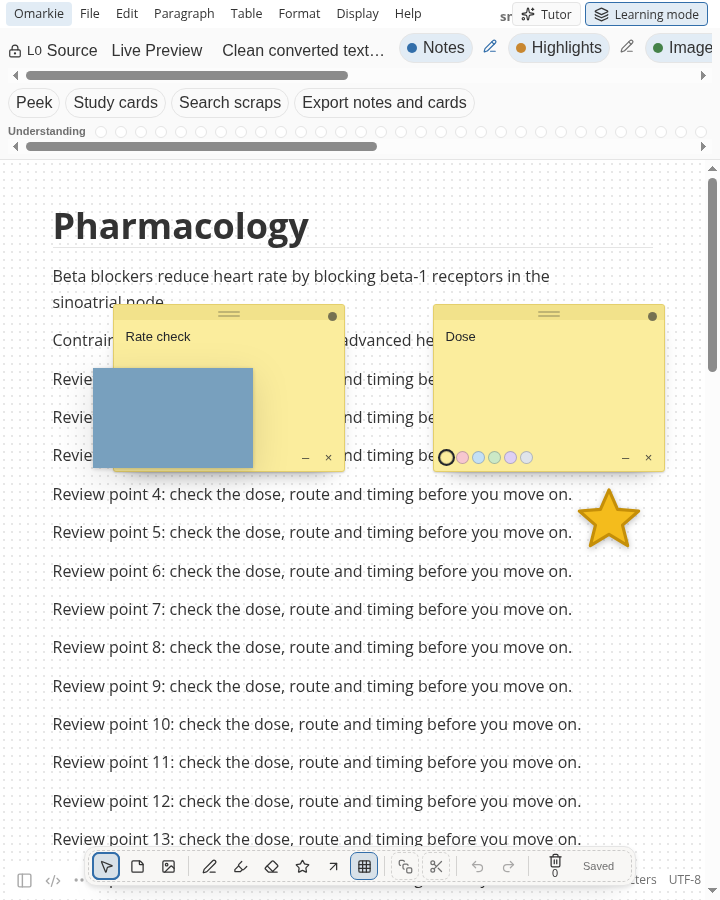 Omarkie File Edit Paragraph Table Format Display Help Tutor Learning mode
L0 Source Live Preview Clean converted text… Notes Highlights Image
Peek Study cards Search scraps Export notes and cards
Understanding
Pharmacology
Beta blockers reduce heart rate by blocking beta-1 receptors in the
sinoatrial node.
Rate check
Dose
Review point 4: check the dose, route and timing before you move on.
Review point 5: check the dose, route and timing before you move on.
Review point 6: check the dose, route and timing before you move on.
Review point 7: check the dose, route and timing before you move on.
Review point 8: check the dose, route and timing before you move on.
Review point 9: check the dose, route and timing before you move on.
Review point 10: check the dose, route and timing before you move on.
Review point 11: check the dose, route and timing before you move on.
Review point 12: check the dose, route and timing before you move on.
Review point 13: check the dose, route and timing before you move on.
0 Saved
UTF-8